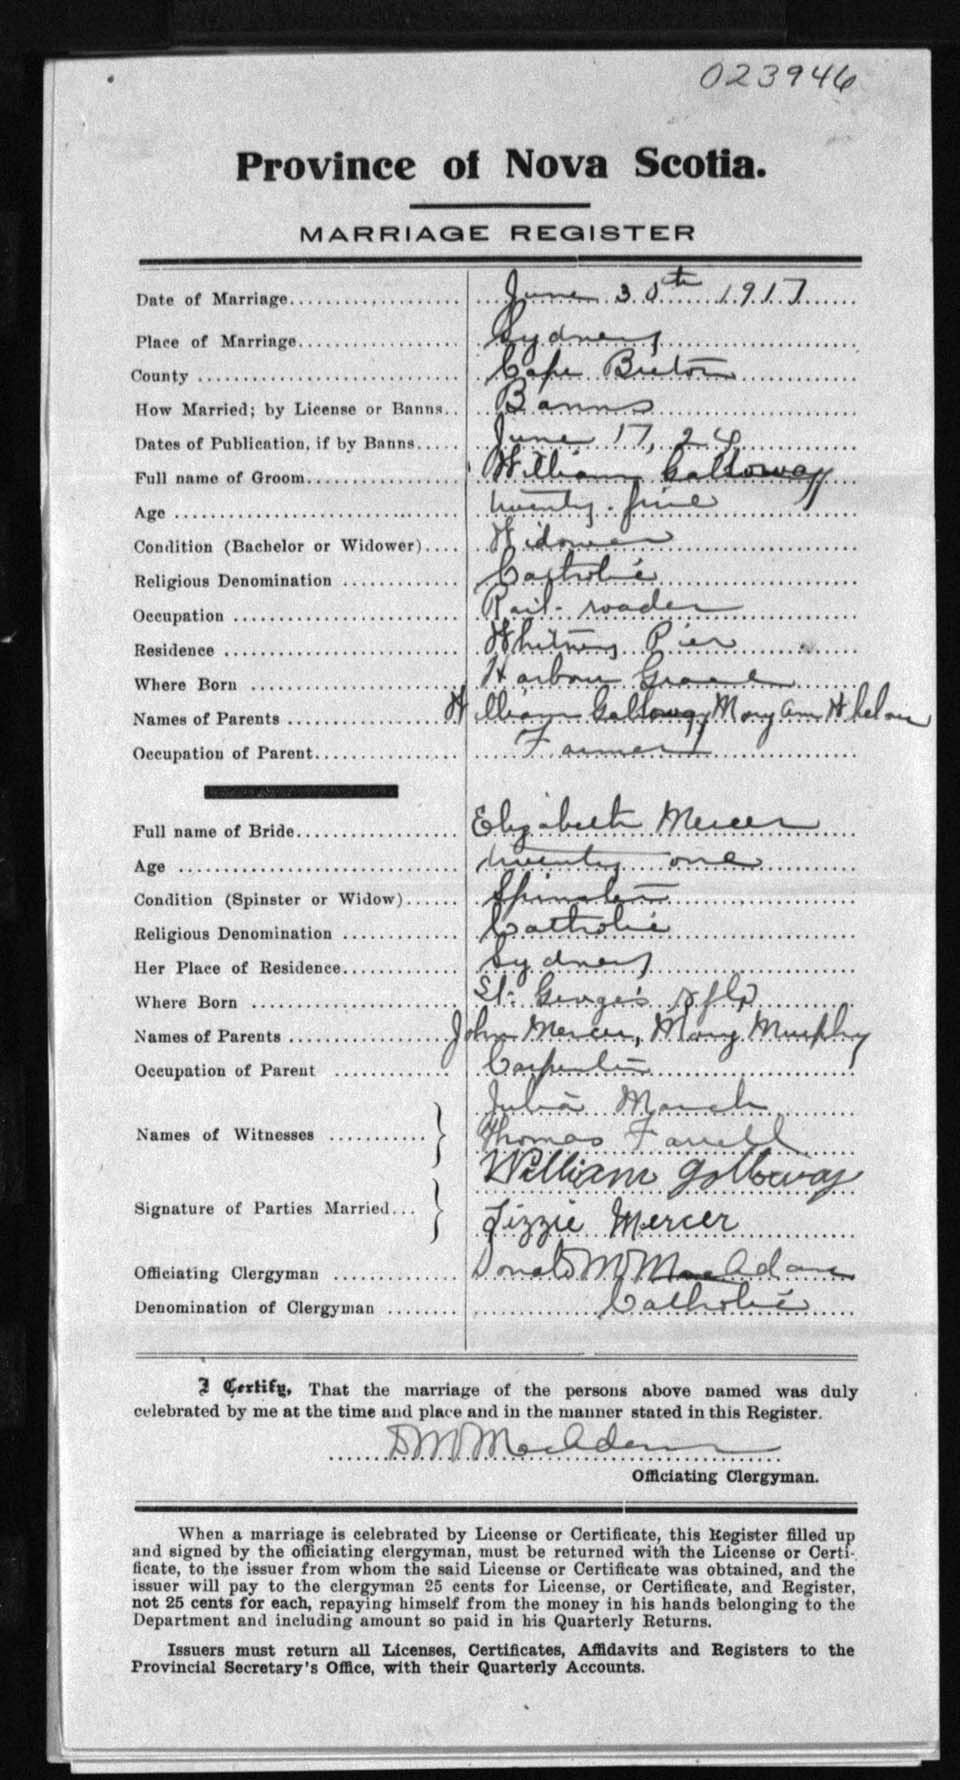 023946
Province of Nova Scotia.
MARRIAGE REGISTER
Date of Marriage.................... June 30th 1917
Place of Marriage.................... Sydney
County ............................ Cape Breton
How Married; by License or Banns.. Banns
Dates of Publication, if by Banns..... June 17, 24
Full name of Groom................. William Galloway
Age .............................. twenty-five
Condition (Bachelor or Widower).... Widower
Religious Denomination ............. Catholic
Occupation ........................ Rail-roader
Residence ......................... Whitney Pier
Where Born ....................... Harbour Grace
Names of Parents ................ William Galloway Mary Ann Whelan
Occupation of Parent................ Farmer
Full name of Bride.................. Elizabeth Mercer
Age .............................. twenty one
Condition (Spinster or Widow)...... Spinster
Religious Denomination ............. Catholic
Her Place of Residence............. Sydney
Where Born ....................... St. George's Nfld
Names of Parents ................ John Mercer, Mary Murphy
Occupation of Parent ............. Carpenter
Names of Witnesses ........... } Julia March
Thomas Farrell
Signature of Parties Married... } William Galloway
Lizzie Mercer
Officiating Clergyman .............. Donald M MacAdam
Denomination of Clergyman ........ Catholic
I Certify, That the marriage of the persons above named was duly
celebrated by me at the time and place and in the manner stated in this Register.
D M MacAdam
Officiating Clergyman.
When a marriage is celebrated by License or Certificate, this Register filled up
and signed by the officiating clergyman, must be returned with the License or Certi-
ficate, to the issuer from whom the said License or Certificate was obtained, and the
issuer will pay to the clergyman 25 cents for License, or Certificate, and Register,
not 25 cents for each, repaying himself from the money in his hands belonging to the
Department and including amount so paid in his Quarterly Returns.
Issuers must return all Licenses, Certificates, Affidavits and Registers to the
Provincial Secretary's Office, with their Quarterly Accounts.